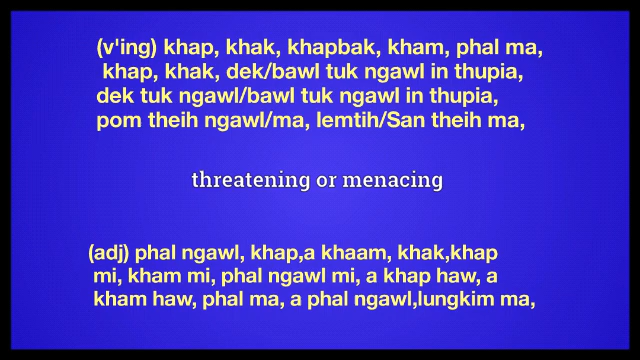 (v'ing) khap, khak, khapbak, kham, phal ma,
khap, khak, dek/bawl tuk ngawl in thupia,
dek tuk ngawl/bawl tuk ngawl in thupia,
pom theih ngawl/ma, lemtih/San theih ma,
threatening or menacing
(adj) phal ngawl, khap,a khaam, khak,khap
mi, kham mi, phal ngawl mi, a khap haw, a
kham haw, phal ma, a phal ngawl,lungkim ma,